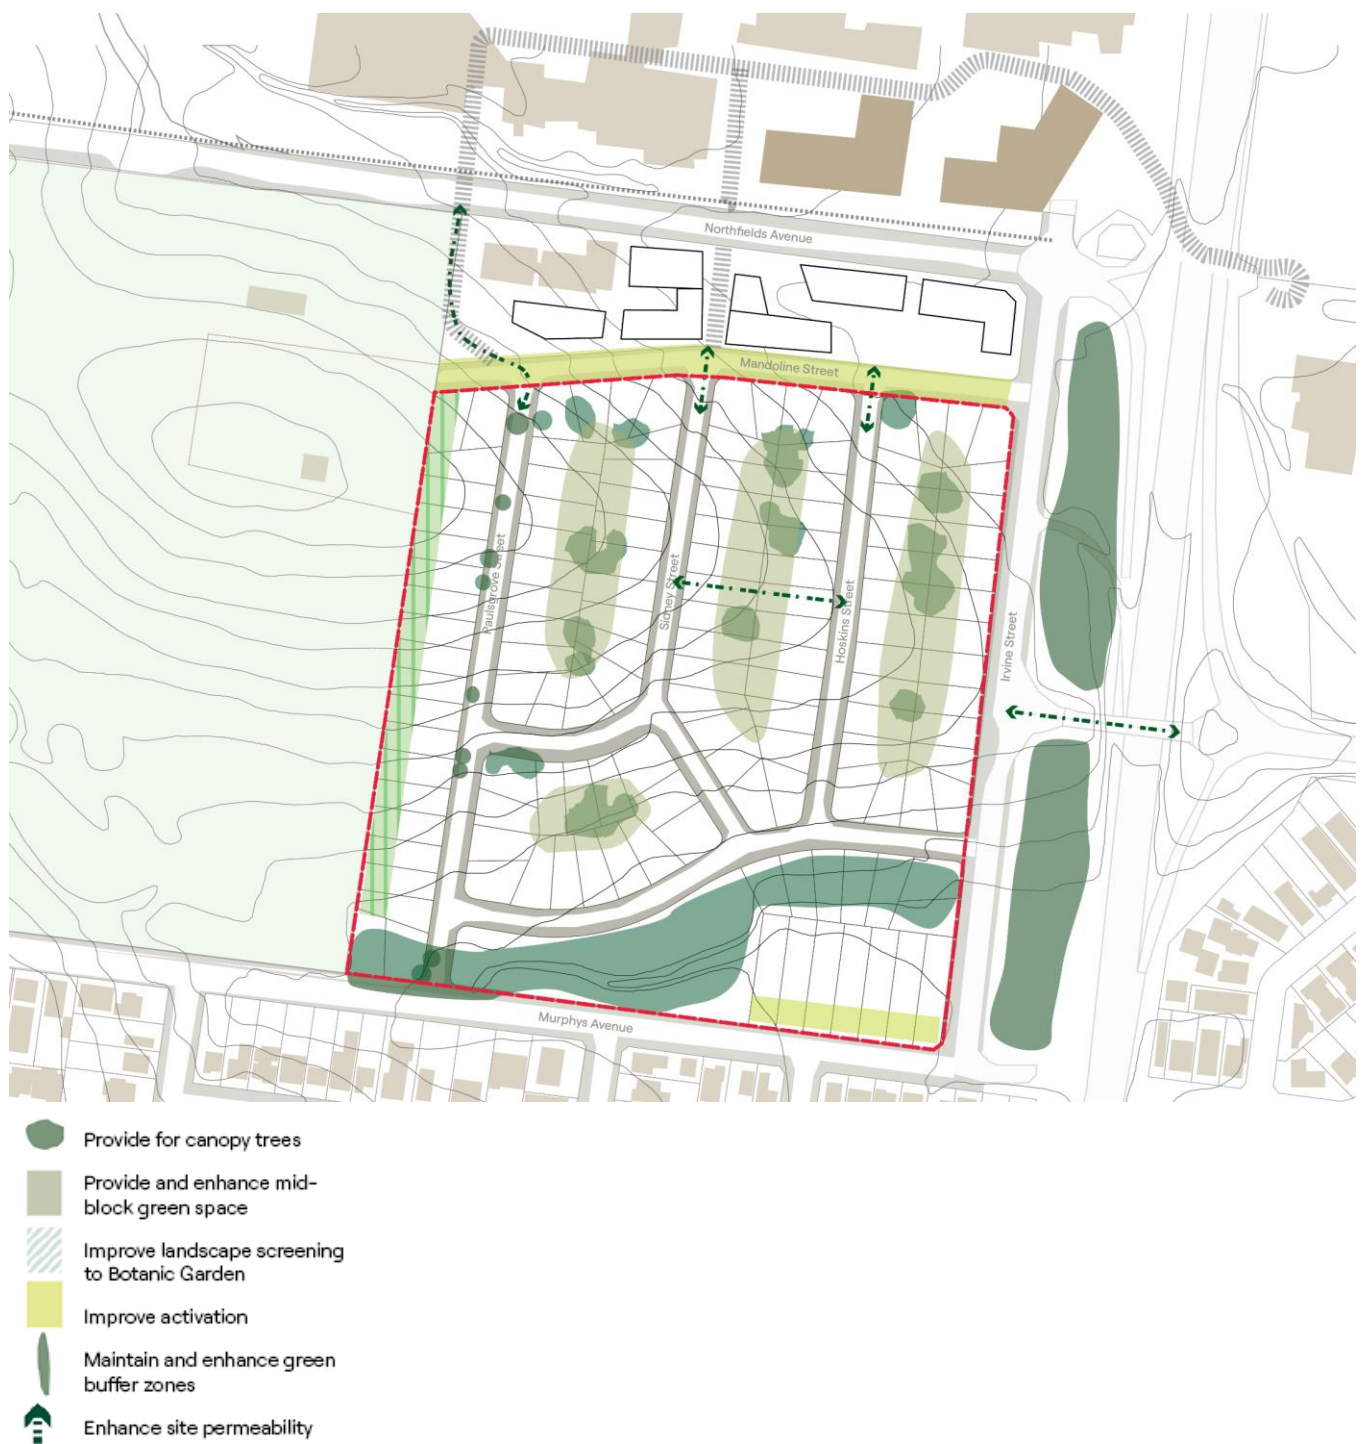 Northfields Avenue
Mandoline Street
Paulsgrove Street
Sidney Street
Hoskins Street
Irvine Street
Murphys Avenue
Provide for canopy trees
Provide and enhance mid-
block green space
Improve landscape screening
to Botanic Garden
Improve activation
Maintain and enhance green
buffer zones
Enhance site permeability